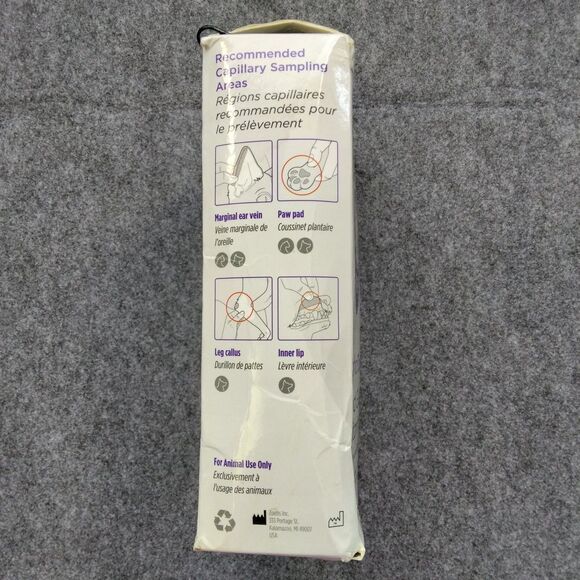 Recommended
Capillary Sampling
Areas
Régions capillaires
recommandées pour
le prélèvement
Marginal ear vein
Veine marginale de
l'oreille
Paw pad
Coussinet plantaire
Leg callus
Durillon de pattes
Inner lip
Lèvre intérieure
For Animal Use Only
Exclusivement à
l'usage des animaux
Zoetis Inc.
333 Portage St.
Kalamazoo, MI 49007
USA